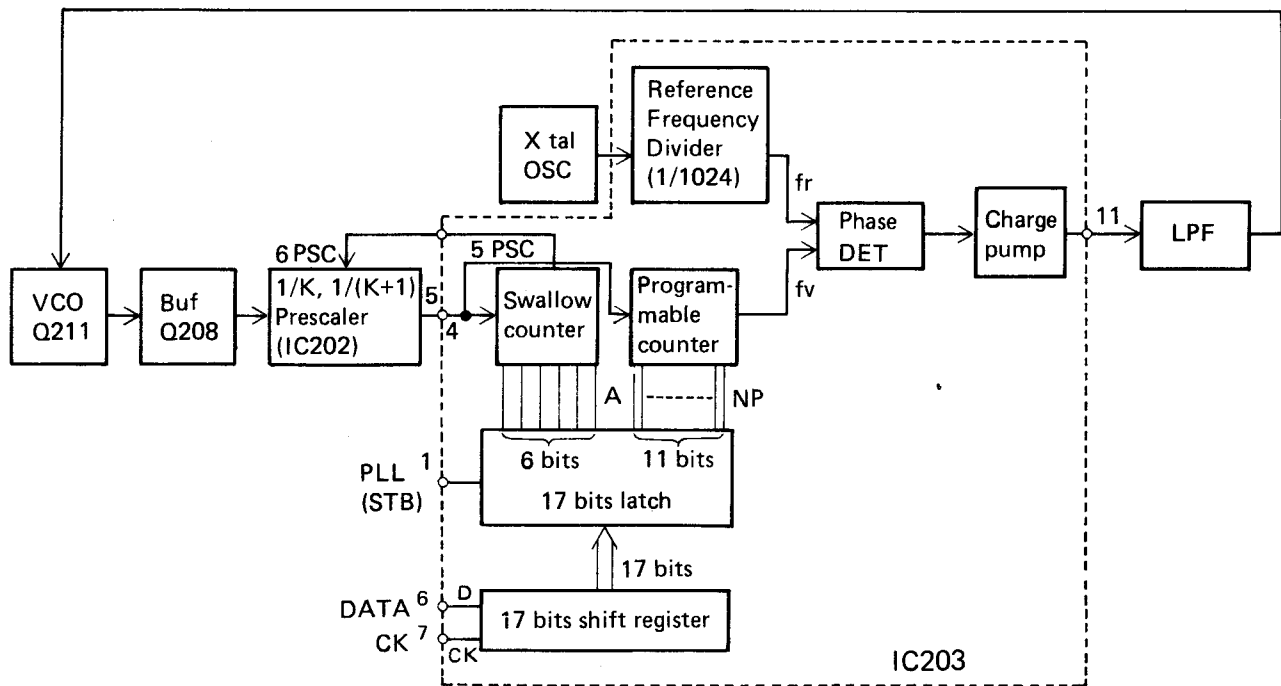 Reference
Frequency
Divider
(1/1024)
X tal
OSC
fr
Phase
DET
Charge
pump
11
LPF
6 PSC
5 PSC
VCO
Q211
Buf
Q208
1/K, 1/(K+1)
Prescaler
(IC202)
5
4
Swallow
counter
Program-
mable
counter
fv
A
NP
6 bits
11 bits
PLL 1
(STB)
17 bits latch
17 bits
DATA 6
D
17 bits shift register
CK 7
CK
IC203